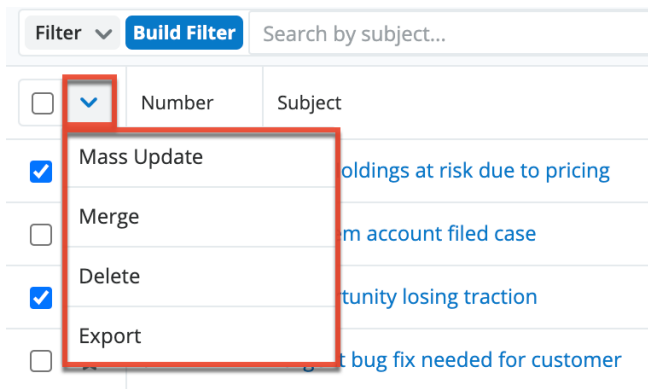 Filter Build Filter Search by subject...
Number Subject
Mass Update
oldings at risk due to pricing
Merge
account filed case
Delete
tunity losing traction
Export
bug fix needed for customer